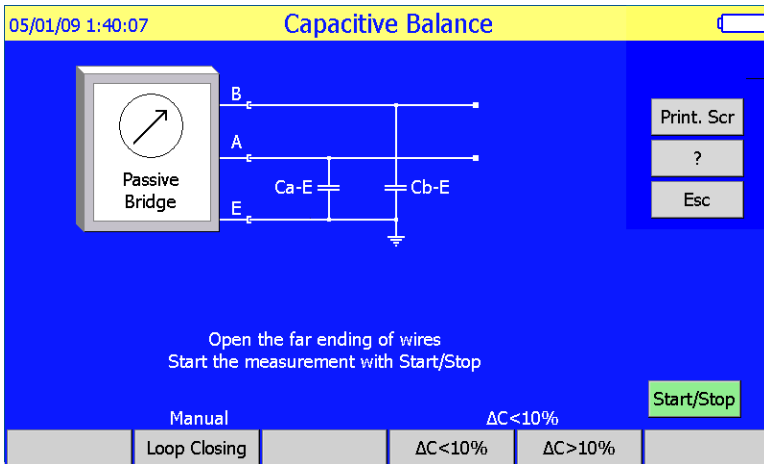 05/01/09 1:40:07
Capacitive Balance
B
A
E
Passive
Bridge
Ca-E
Cb-E
Print. Scr
?
Esc
Open the far ending of wires
Start the measurement with Start/Stop
Start/Stop
Manual
ΔC<10%
Loop Closing
ΔC<10%
ΔC>10%